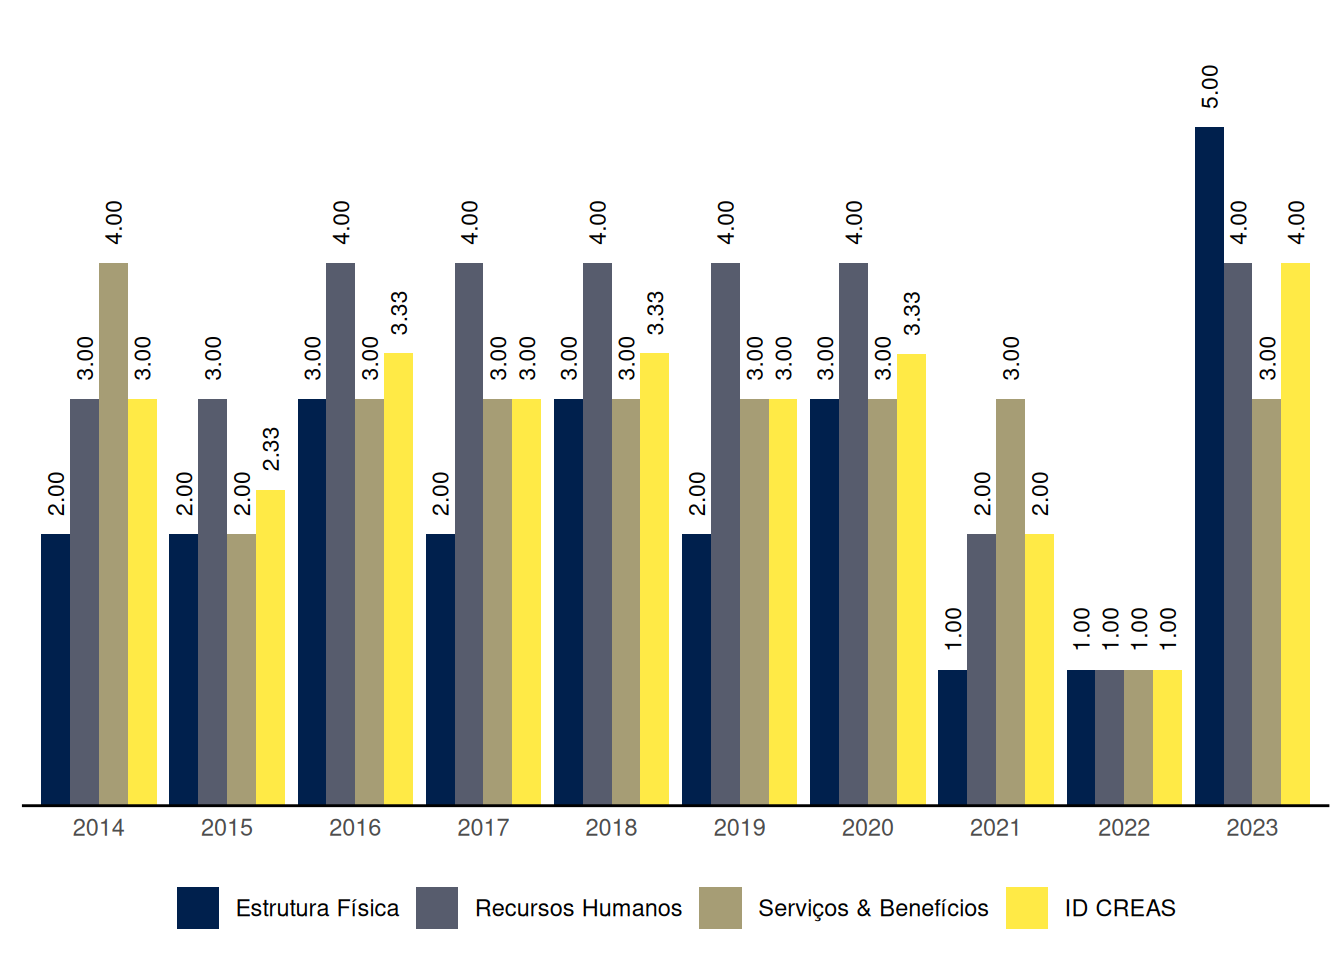 5.00
4.00 4.00 4.00 4.00 4.00 4.00 4.00 4.00
3.33 3.33 3.33
3.00 3.00 3.00 3.00 3.00 3.00 3.00 3.00 3.00 3.00 3.00 3.00 3.00 3.00 3.00
2.33
2.00 2.00 2.00 2.00 2.00 2.00 2.00
1.00 1.00 1.00 1.00 1.00
2014 2015 2016 2017 2018 2019 2020 2021 2022 2023
Estrutura Física Recursos Humanos Serviços & Benefícios ID CREAS